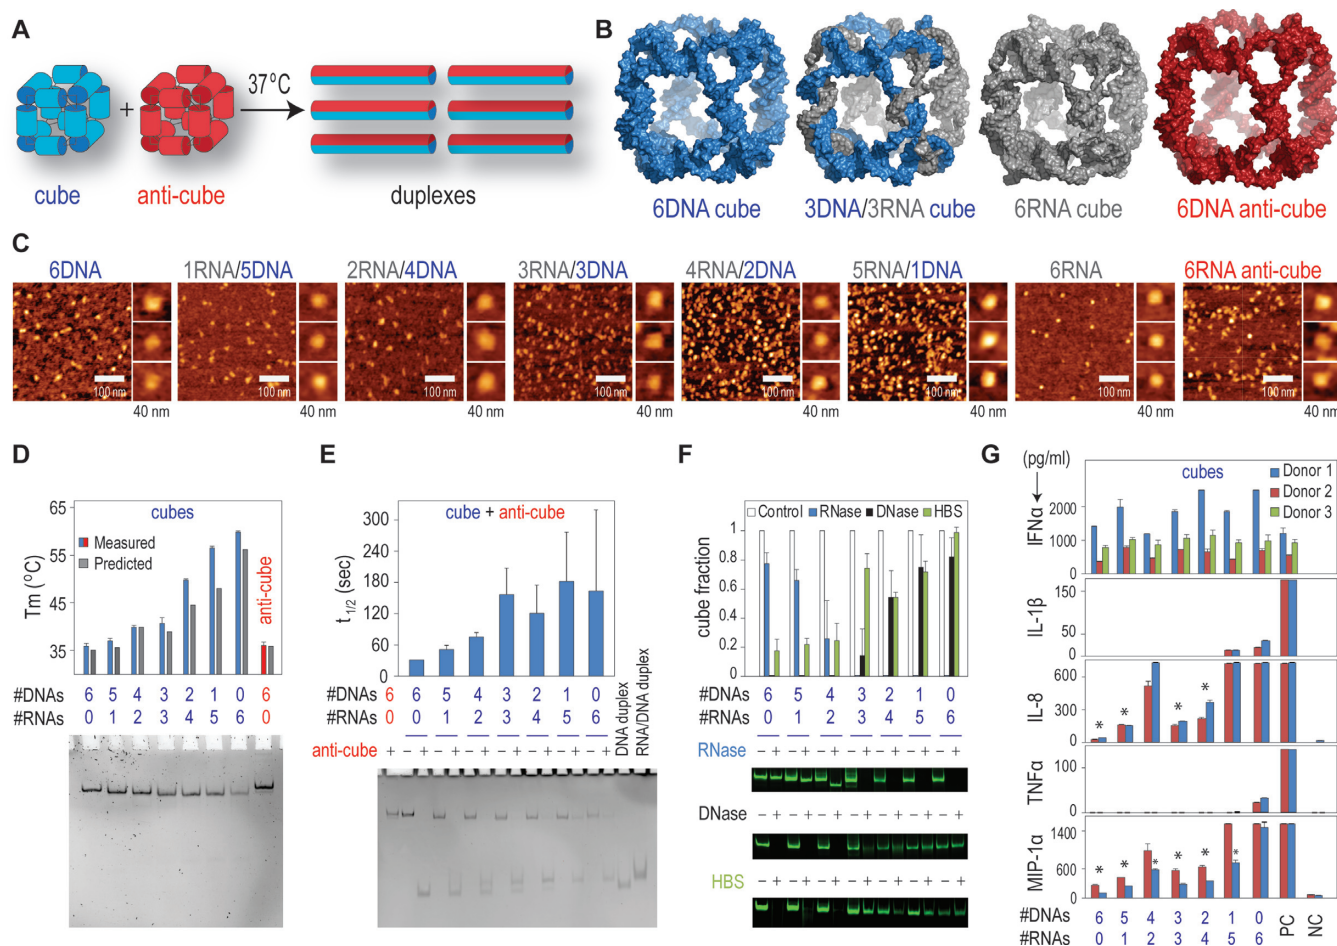 A
37°C
+
cube
anti-cube
duplexes
B
6DNA cube
3DNA/3RNA cube
6RNA cube
6DNA anti-cube
C
6DNA
1RNA/5DNA
2RNA/4DNA
3RNA/3DNA
4RNA/2DNA
5RNA/1DNA
6RNA
6RNA anti-cube
100 nm
100 nm
100 nm
100 nm
100 nm
100 nm
100 nm
100 nm
40 nm
40 nm
40 nm
40 nm
40 nm
40 nm
40 nm
40 nm
D
cubes
Measured
Predicted
Tm (°C)
65
55
45
35
anti-cube
#DNAs 6 5 4 3 2 1 0 6
#RNAs 0 1 2 3 4 5 6 0
E
cube + anti-cube
t1/2 (sec)
300
240
180
120
60
0
#DNAs 6 6 5 4 3 2 1 0
#RNAs 0 0 1 2 3 4 5 6
DNA duplex
RNA/DNA duplex
anti-cube + − + − + − + − + − + − +
F
Control RNase DNase HBS
cube fraction
1
0.8
0.6
0.4
0.2
0
#DNAs 6 5 4 3 2 1 0
#RNAs 0 1 2 3 4 5 6
RNase − + − + − + − + − + − + − +
DNase − + − + − + − + − + − + − +
HBS − + − + − + − + − + − + − +
G
(pg/ml)
cubes
Donor 1
Donor 2
Donor 3
IFNα
2000
1000
0
IL-1β
150
50
0
IL-8
600
300
0
* * * *
TNFα
100
0
MIP-1α
1400
600
0
* * * * * *
#DNAs 6 5 4 3 2 1 0
#RNAs 0 1 2 3 4 5 6
PC
NC